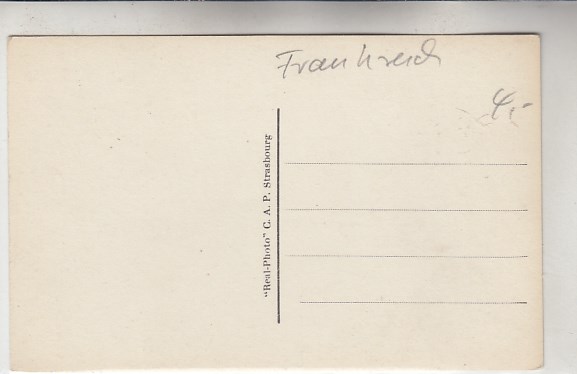 Frankreich
4,-
"Real-Photo" C. A. P. Strasbourg